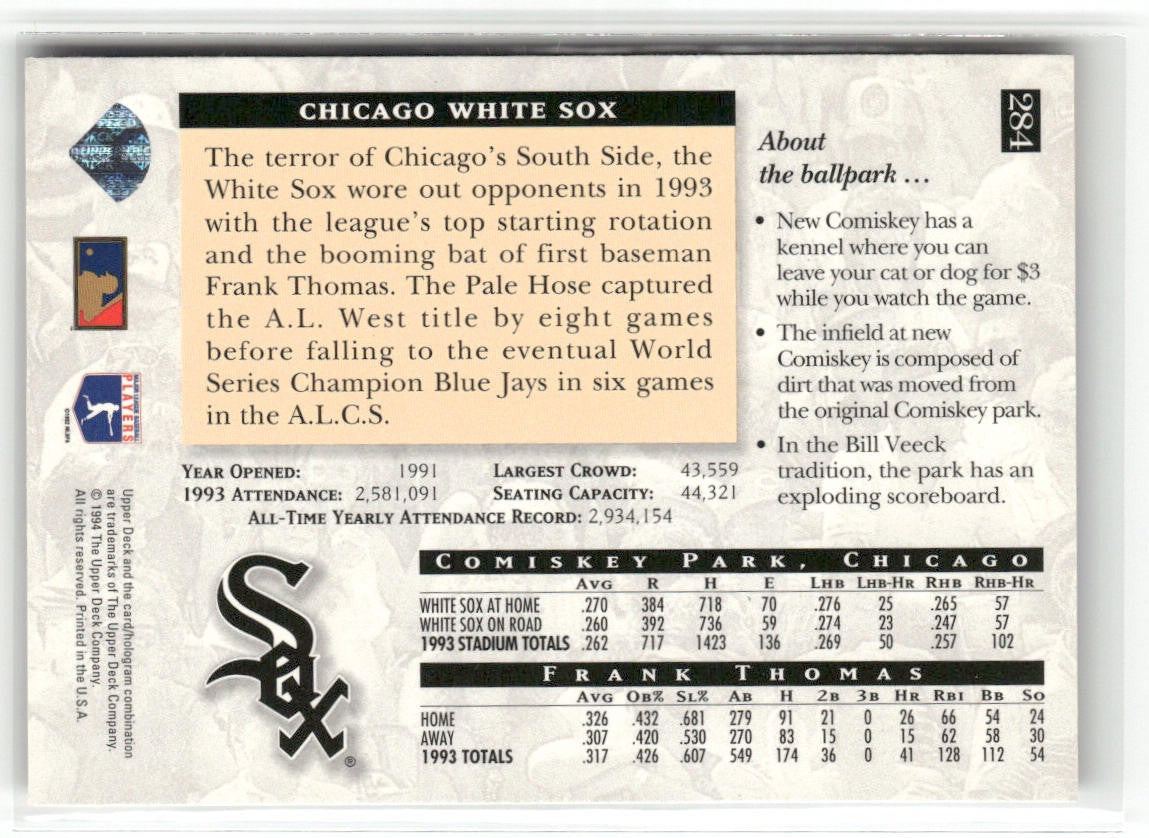 CHICAGO WHITE SOX
The terror of Chicago's South Side, the
White Sox wore out opponents in 1993
with the league's top starting rotation
and the booming bat of first baseman
Frank Thomas. The Pale Hose captured
the A.L. West title by eight games
before falling to the eventual World
Series Champion Blue Jays in six games
in the A.L.C.S.
YEAR OPENED: 1991 LARGEST CROWD: 43,559
1993 ATTENDANCE: 2,581,091 SEATING CAPACITY: 44,321
ALL-TIME YEARLY ATTENDANCE RECORD: 2,934,154
284
About
the ballpark ...
• New Comiskey has a
kennel where you can
leave your cat or dog for $3
while you watch the game.
• The infield at new
Comiskey is composed of
dirt that was moved from
the original Comiskey park.
• In the Bill Veeck
tradition, the park has an
exploding scoreboard.
COMISKEY PARK, CHICAGO
AVG R H E LHB LHB-HR RHB RHB-HR
WHITE SOX AT HOME .270 384 718 70 .276 25 .265 57
WHITE SOX ON ROAD .260 392 736 59 .274 23 .247 57
1993 STADIUM TOTALS .262 717 1423 136 .269 50 .257 102
FRANK THOMAS
AVG OB% SL% AB H 2B 3B HR RBI BB SO
HOME .326 .432 .681 279 91 21 0 26 66 54 24
AWAY .307 .420 .530 270 83 15 0 15 62 58 30
1993 TOTALS .317 .426 .607 549 174 36 0 41 128 112 54
Sox
®
MAJOR LEAGUE BASEBALL
PLAYERS
©1992 MLBPA
Upper Deck and the card/hologram combination
are trademarks of The Upper Deck Company.
© 1994 The Upper Deck Company.
All rights reserved. Printed in the U.S.A.